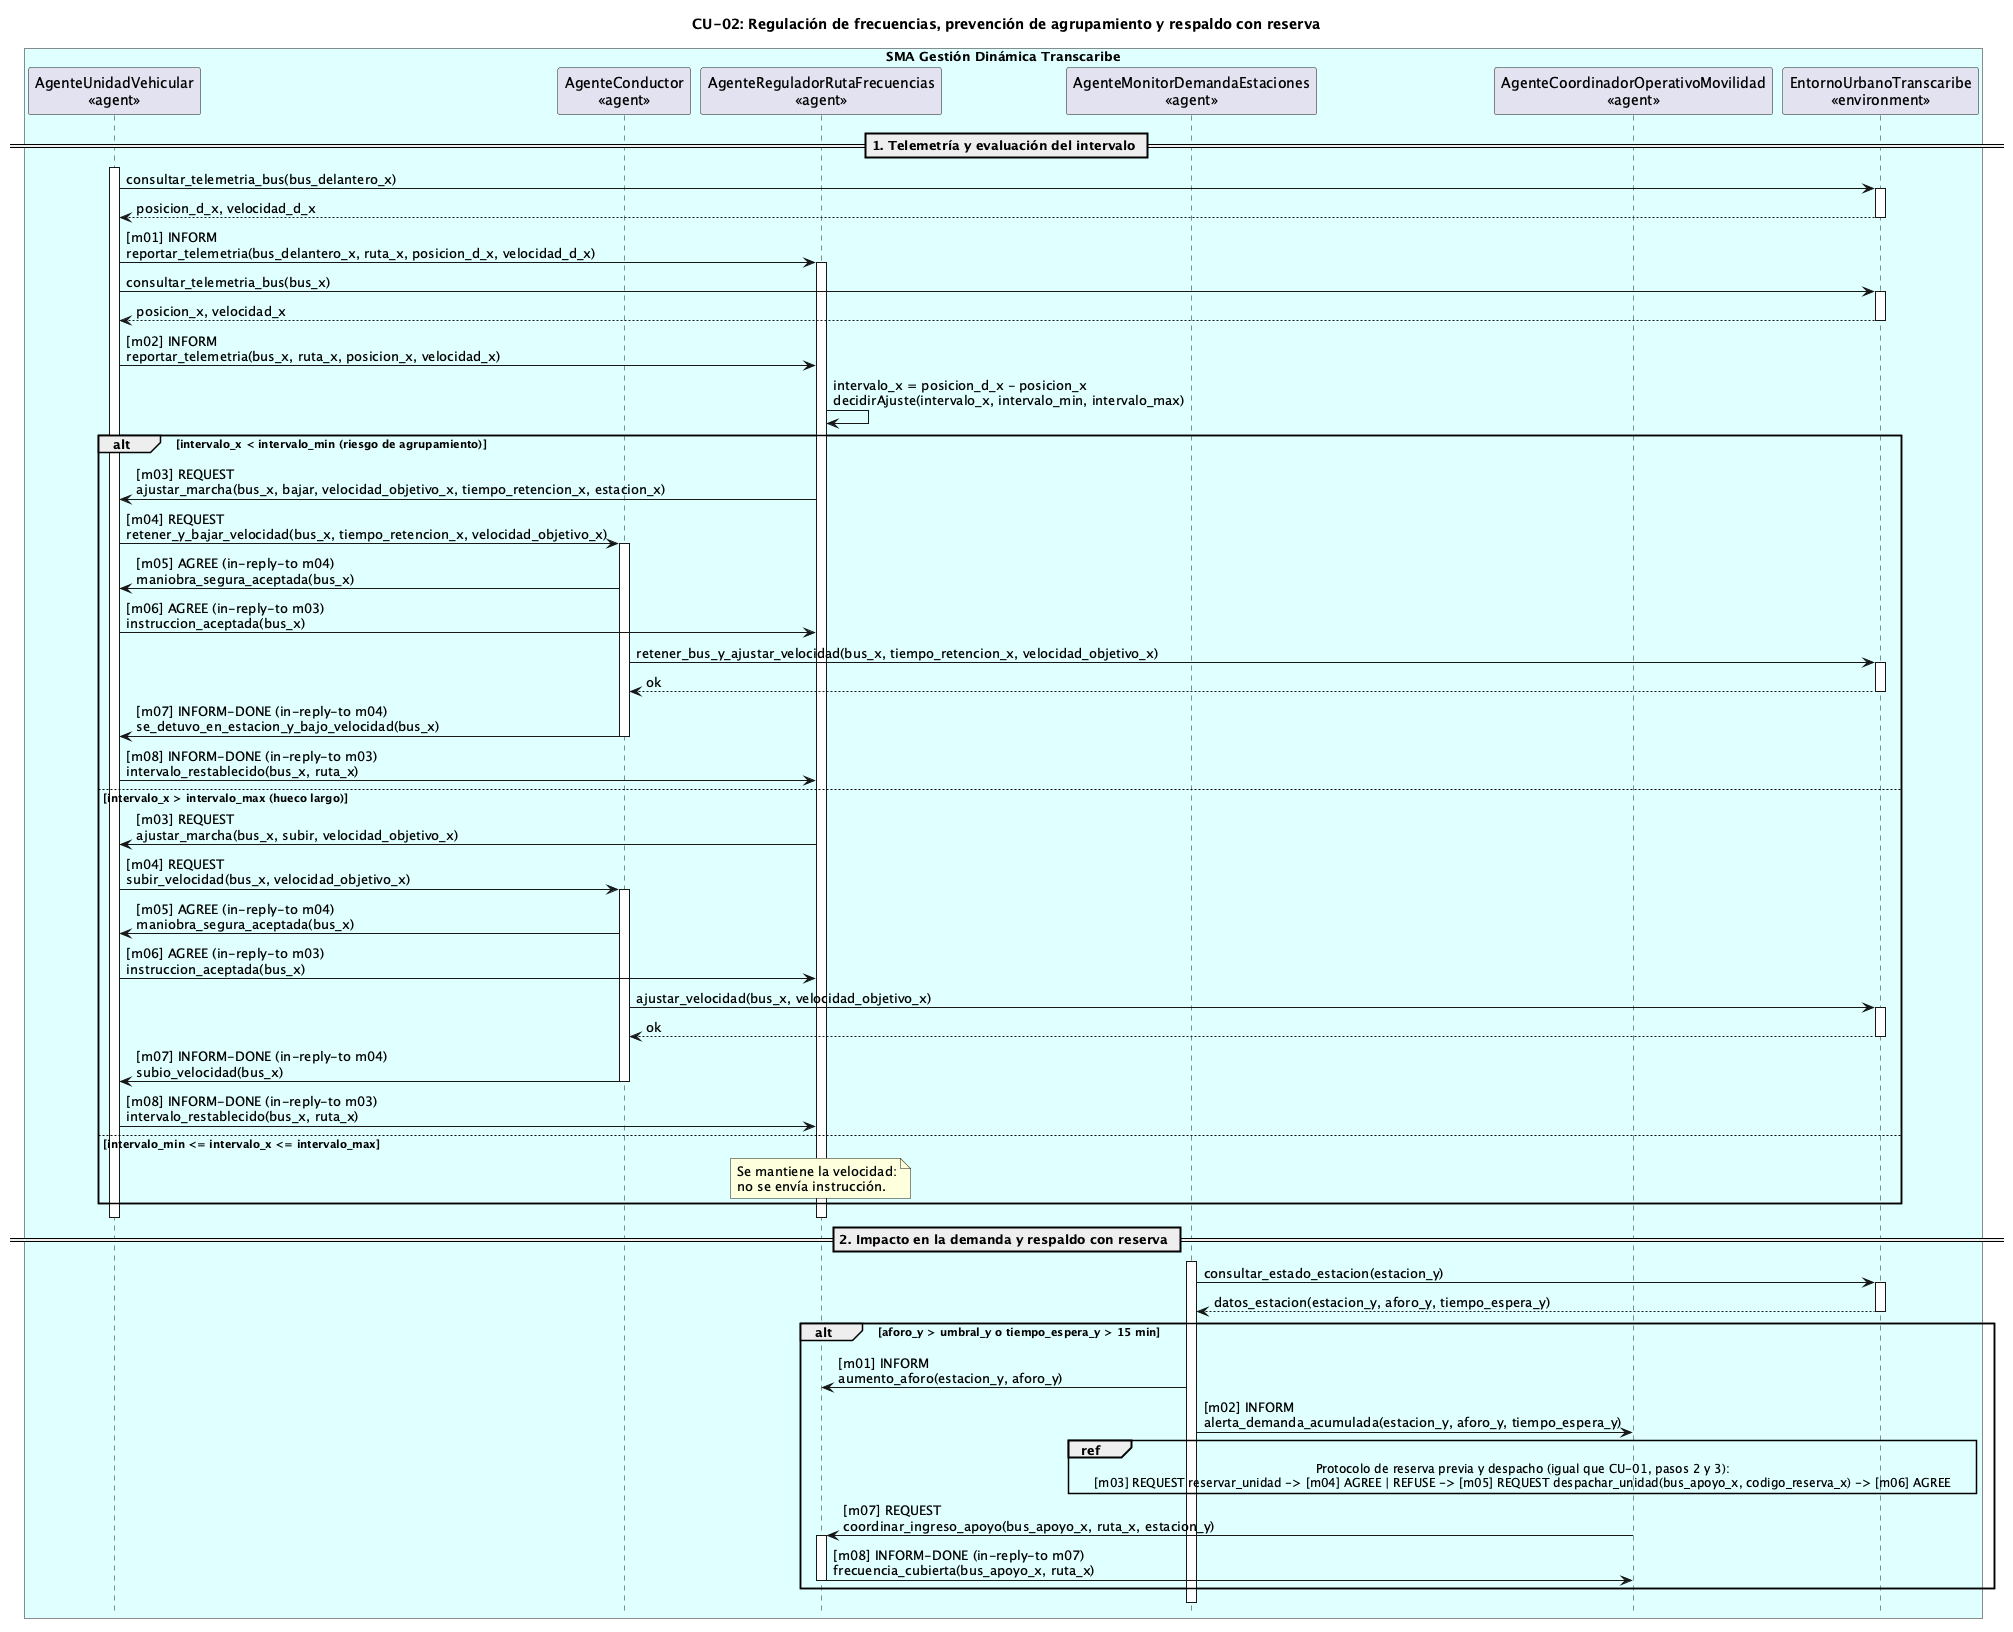 CU-02: Regulación de frecuencias, prevención de agrupamiento y respaldo con reserva
SMA Gestión Dinámica Transcaribe
AgenteUnidadVehicular
«agent»
AgenteConductor
«agent»
AgenteReguladorRutaFrecuencias
«agent»
AgenteMonitorDemandaEstaciones
«agent»
AgenteCoordinadorOperativoMovilidad
«agent»
EntornoUrbanoTranscaribe
«environment»
1. Telemetría y evaluación del intervalo
consultar_telemetria_bus(bus_delantero_x)
posicion_d_x, velocidad_d_x
[m01] INFORM
reportar_telemetria(bus_delantero_x, ruta_x, posicion_d_x, velocidad_d_x)
consultar_telemetria_bus(bus_x)
posicion_x, velocidad_x
[m02] INFORM
reportar_telemetria(bus_x, ruta_x, posicion_x, velocidad_x)
intervalo_x = posicion_d_x - posicion_x
decidirAjuste(intervalo_x, intervalo_min, intervalo_max)
alt [intervalo_x < intervalo_min (riesgo de agrupamiento)]
[m03] REQUEST
ajustar_marcha(bus_x, bajar, velocidad_objetivo_x, tiempo_retencion_x, estacion_x)
[m04] REQUEST
retener_y_bajar_velocidad(bus_x, tiempo_retencion_x, velocidad_objetivo_x)
[m05] AGREE (in-reply-to m04)
maniobra_segura_aceptada(bus_x)
[m06] AGREE (in-reply-to m03)
instruccion_aceptada(bus_x)
retener_bus_y_ajustar_velocidad(bus_x, tiempo_retencion_x, velocidad_objetivo_x)
ok
[m07] INFORM-DONE (in-reply-to m04)
se_detuvo_en_estacion_y_bajo_velocidad(bus_x)
[m08] INFORM-DONE (in-reply-to m03)
intervalo_restablecido(bus_x, ruta_x)
[intervalo_x > intervalo_max (hueco largo)]
[m03] REQUEST
ajustar_marcha(bus_x, subir, velocidad_objetivo_x)
[m04] REQUEST
subir_velocidad(bus_x, velocidad_objetivo_x)
[m05] AGREE (in-reply-to m04)
maniobra_segura_aceptada(bus_x)
[m06] AGREE (in-reply-to m03)
instruccion_aceptada(bus_x)
ajustar_velocidad(bus_x, velocidad_objetivo_x)
ok
[m07] INFORM-DONE (in-reply-to m04)
subio_velocidad(bus_x)
[m08] INFORM-DONE (in-reply-to m03)
intervalo_restablecido(bus_x, ruta_x)
[intervalo_min <= intervalo_x <= intervalo_max]
Se mantiene la velocidad:
no se envía instrucción.
2. Impacto en la demanda y respaldo con reserva
consultar_estado_estacion(estacion_y)
datos_estacion(estacion_y, aforo_y, tiempo_espera_y)
alt [aforo_y > umbral_y o tiempo_espera_y > 15 min]
[m01] INFORM
aumento_aforo(estacion_y, aforo_y)
[m02] INFORM
alerta_demanda_acumulada(estacion_y, aforo_y, tiempo_espera_y)
ref
Protocolo de reserva previa y despacho (igual que CU-01, pasos 2 y 3):
[m03] REQUEST reservar_unidad -> [m04] AGREE | REFUSE -> [m05] REQUEST despachar_unidad(bus_apoyo_x, codigo_reserva_x) -> [m06] AGREE
[m07] REQUEST
coordinar_ingreso_apoyo(bus_apoyo_x, ruta_x, estacion_y)
[m08] INFORM-DONE (in-reply-to m07)
frecuencia_cubierta(bus_apoyo_x, ruta_x)